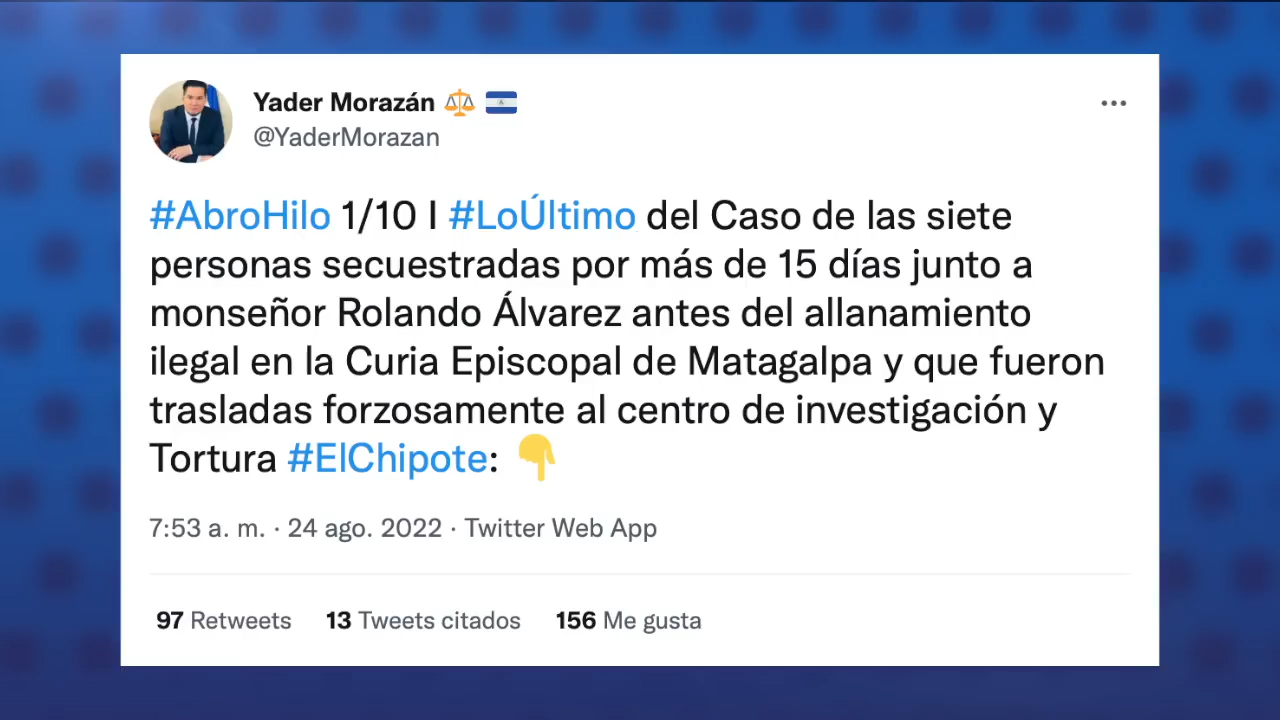 Yader Morazán ⚖️ 🇳🇮
@YaderMorazan
#AbroHilo 1/10 I #LoÚltimo del Caso de las siete
personas secuestradas por más de 15 días junto a
monseñor Rolando Álvarez antes del allanamiento
ilegal en la Curia Episcopal de Matagalpa y que fueron
trasladas forzosamente al centro de investigación y
Tortura #ElChipote: 👇
7:53 a. m. · 24 ago. 2022 · Twitter Web App
97 Retweets 13 Tweets citados 156 Me gusta